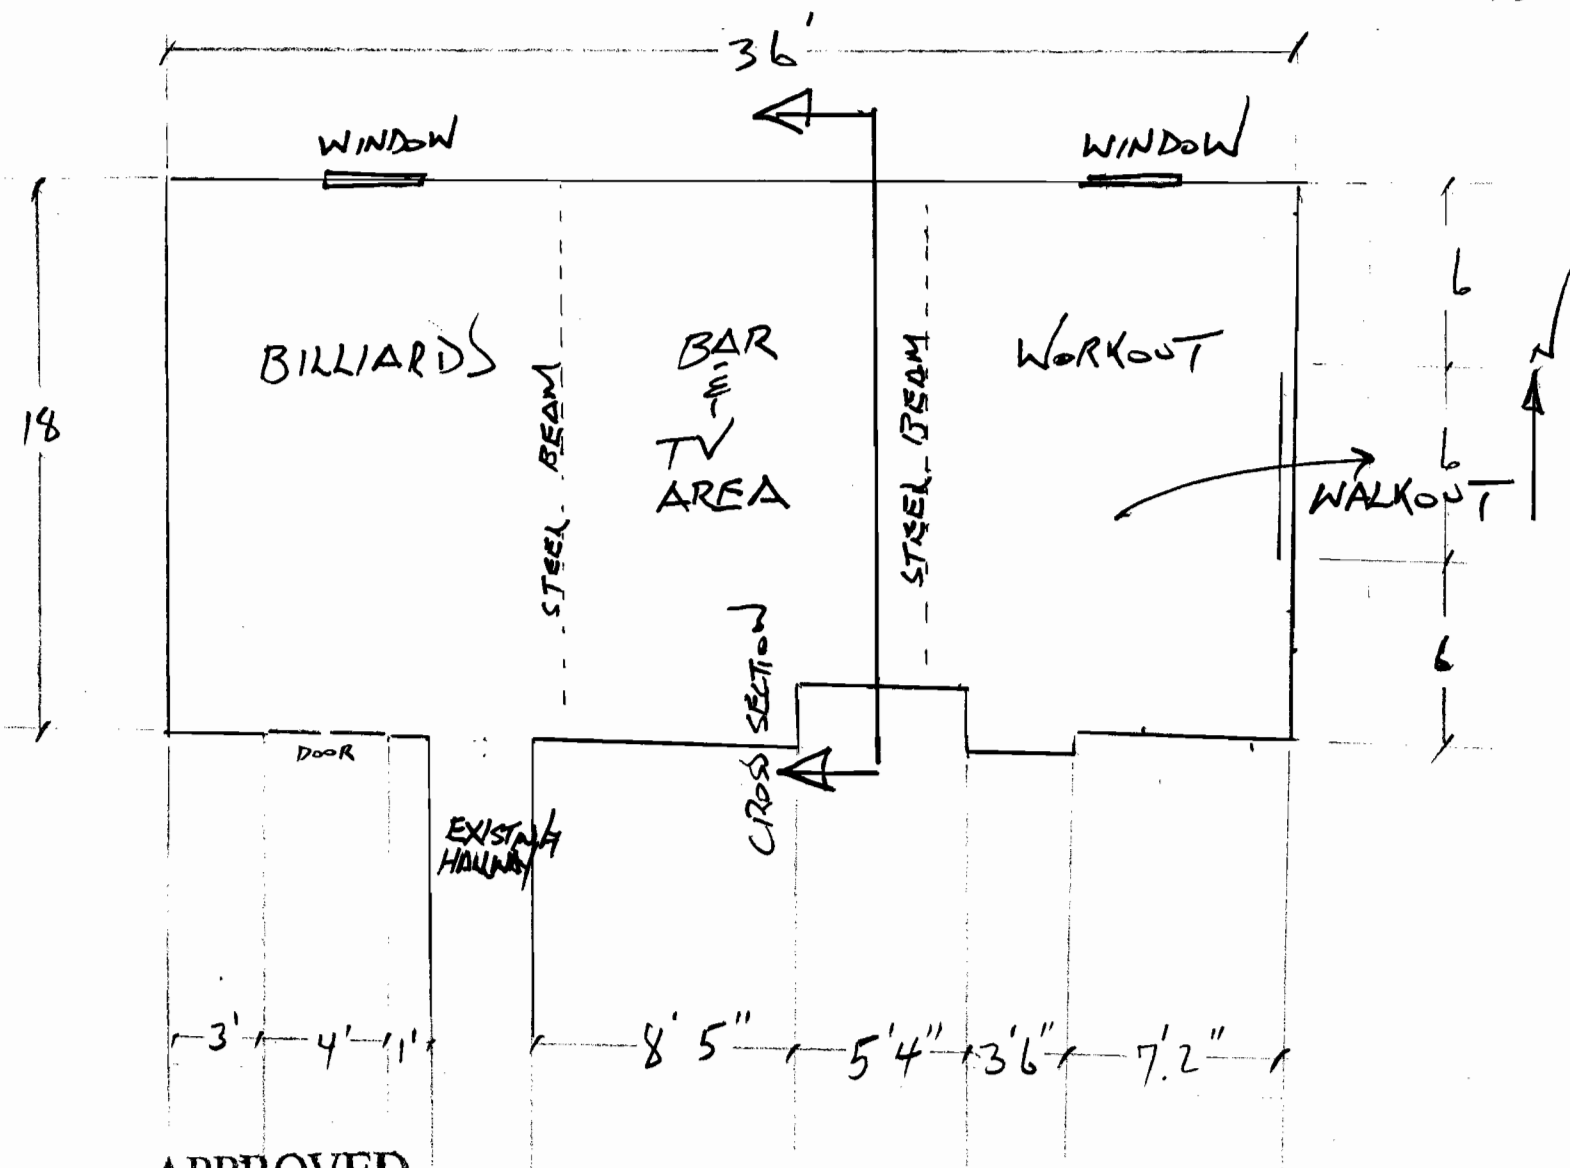 36'
WINDOW
WINDOW
18
6
N
BILLIARDS
BAR
&
TV
AREA
WORKOUT
STEEL BEAM
STEEL BEAM
6
WALKOUT
6
CROSS SECTION
DOOR
EXISTING
HALLWAY
3' 4' 1' 8' 5" 5'4" 3'6" 7'.2"
APPROVED